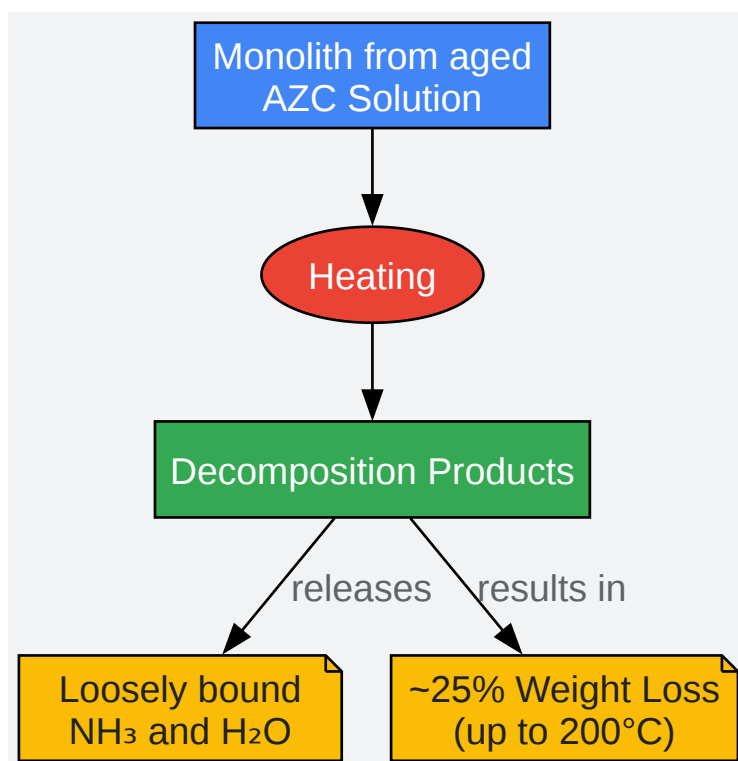 Monolith from aged
AZC Solution
Heating
Decomposition Products
releases
results in
Loosely bound
NH₃ and H₂O
~25% Weight Loss
(up to 200°C)